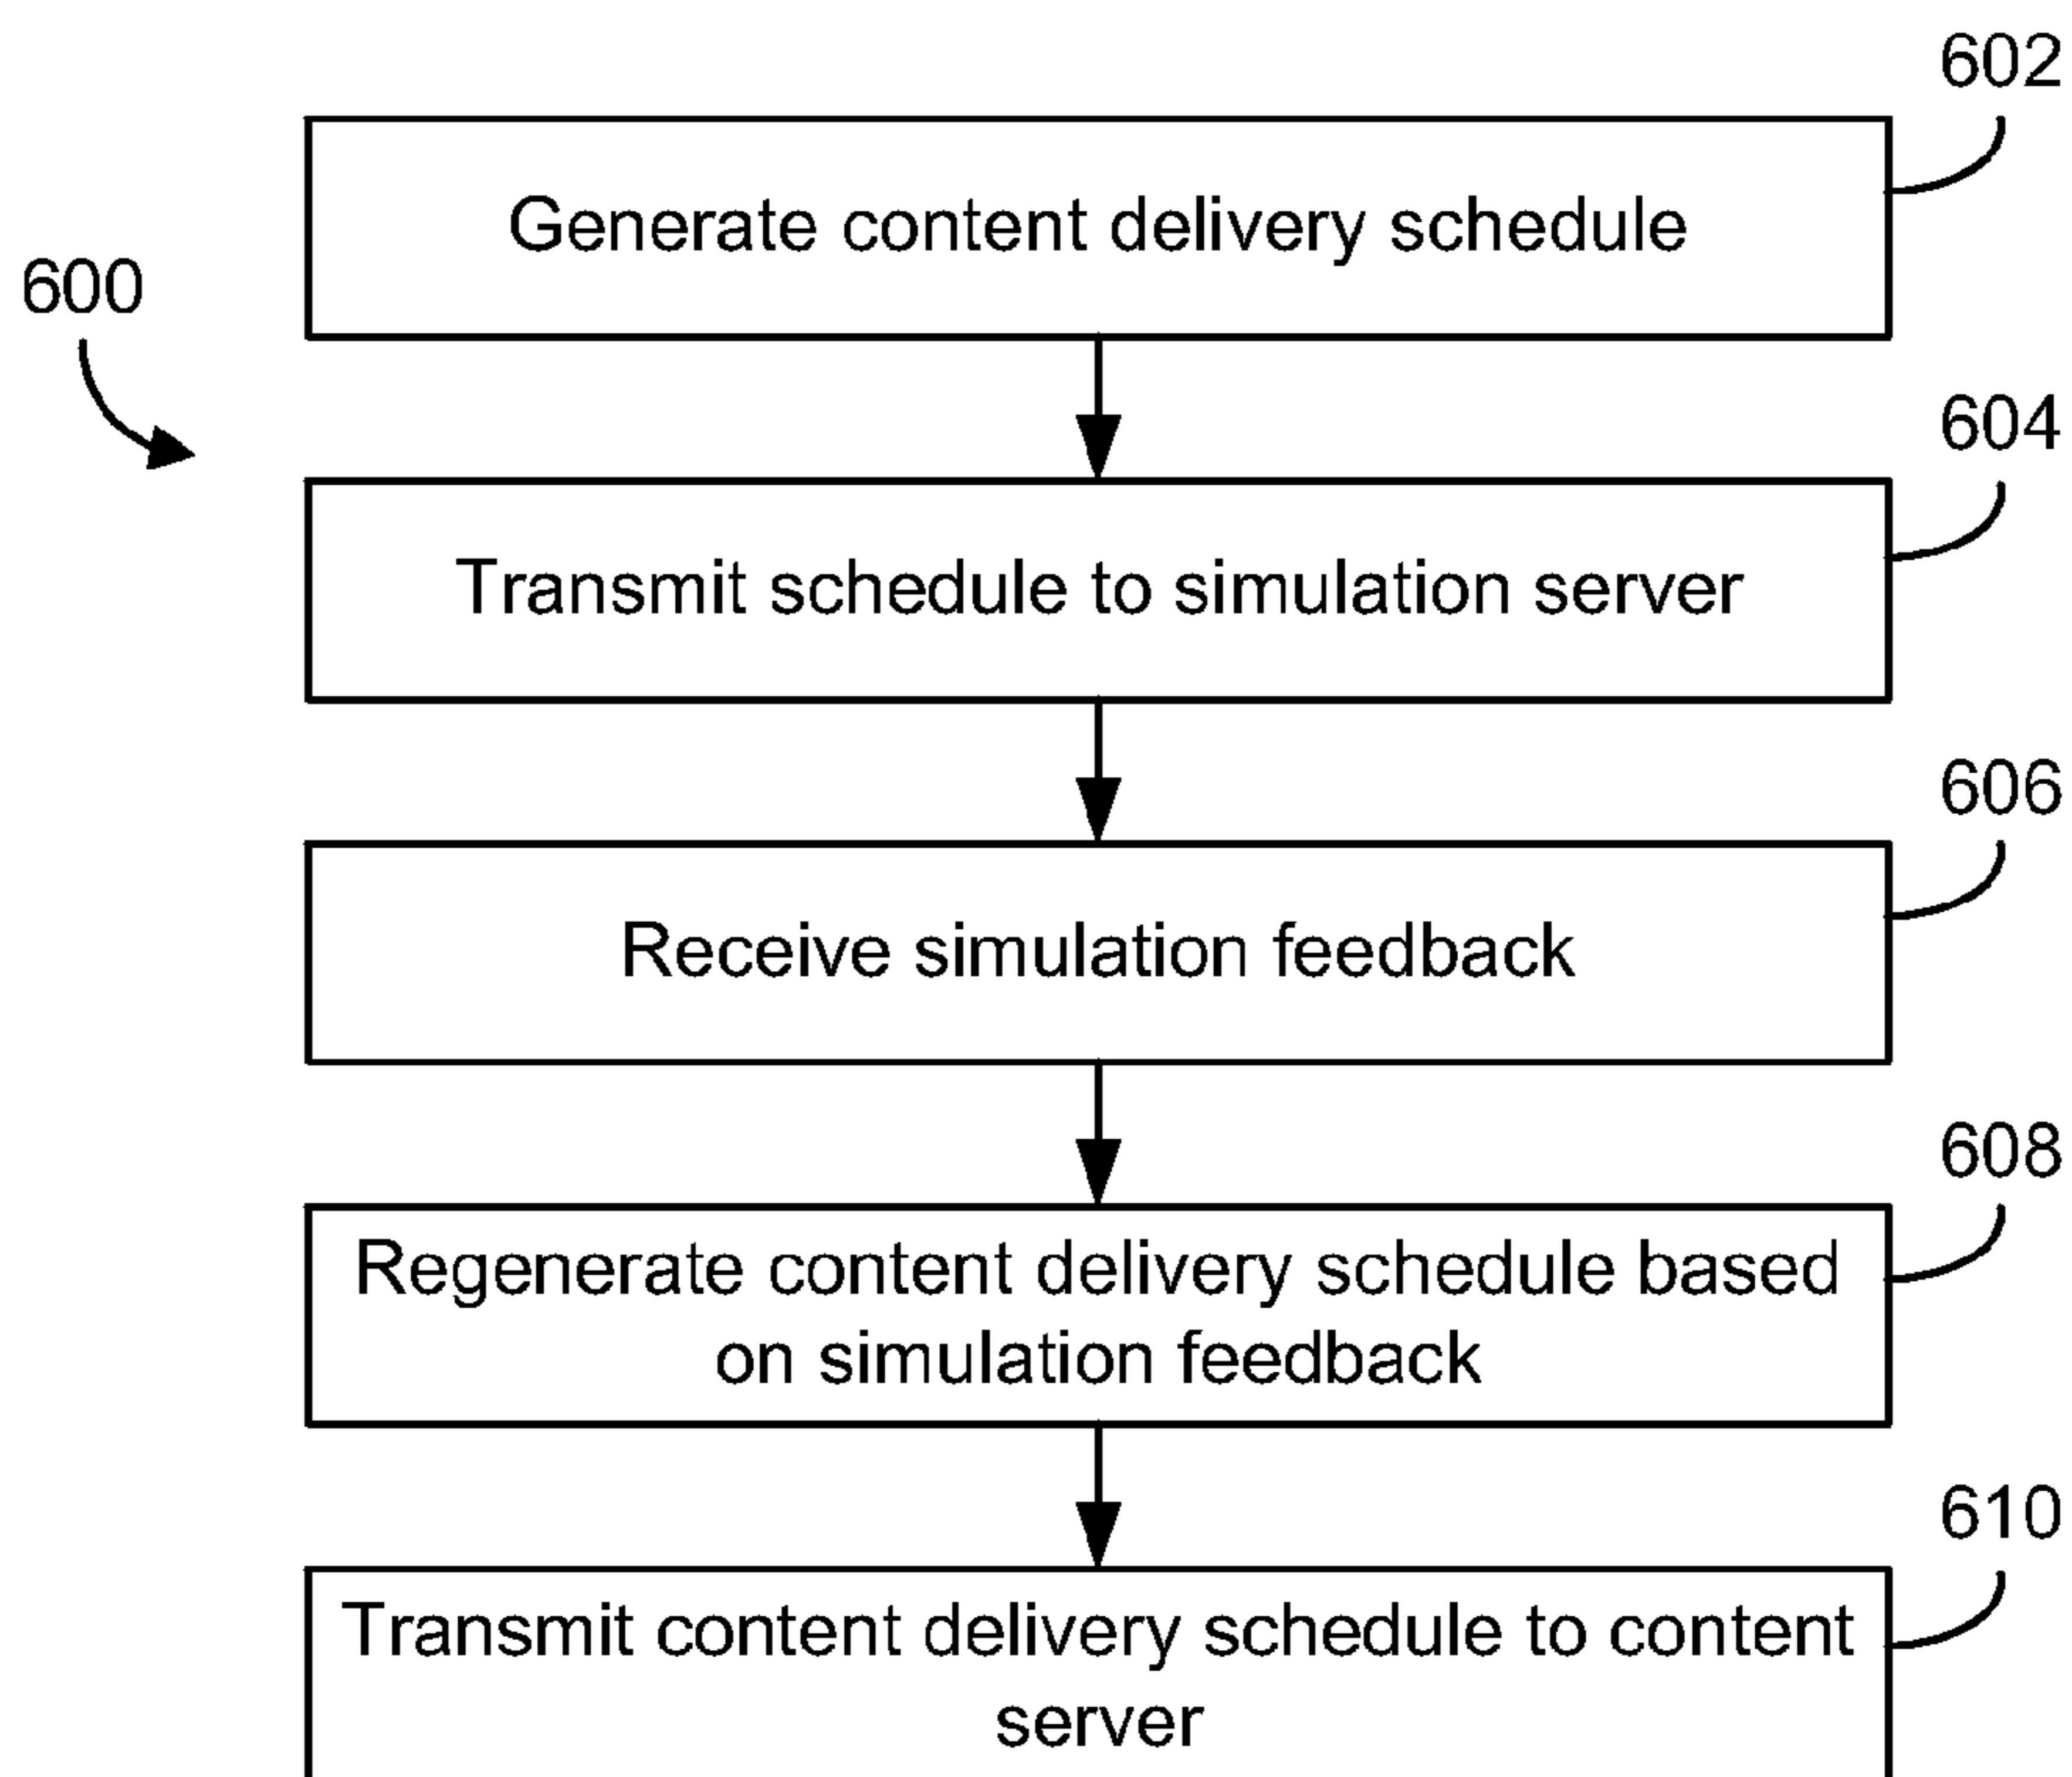 602
Generate content delivery schedule
600
604
Transmit schedule to simulation server
606
Receive simulation feedback
608
Regenerate content delivery schedule based
on simulation feedback
610
Transmit content delivery schedule to content
server